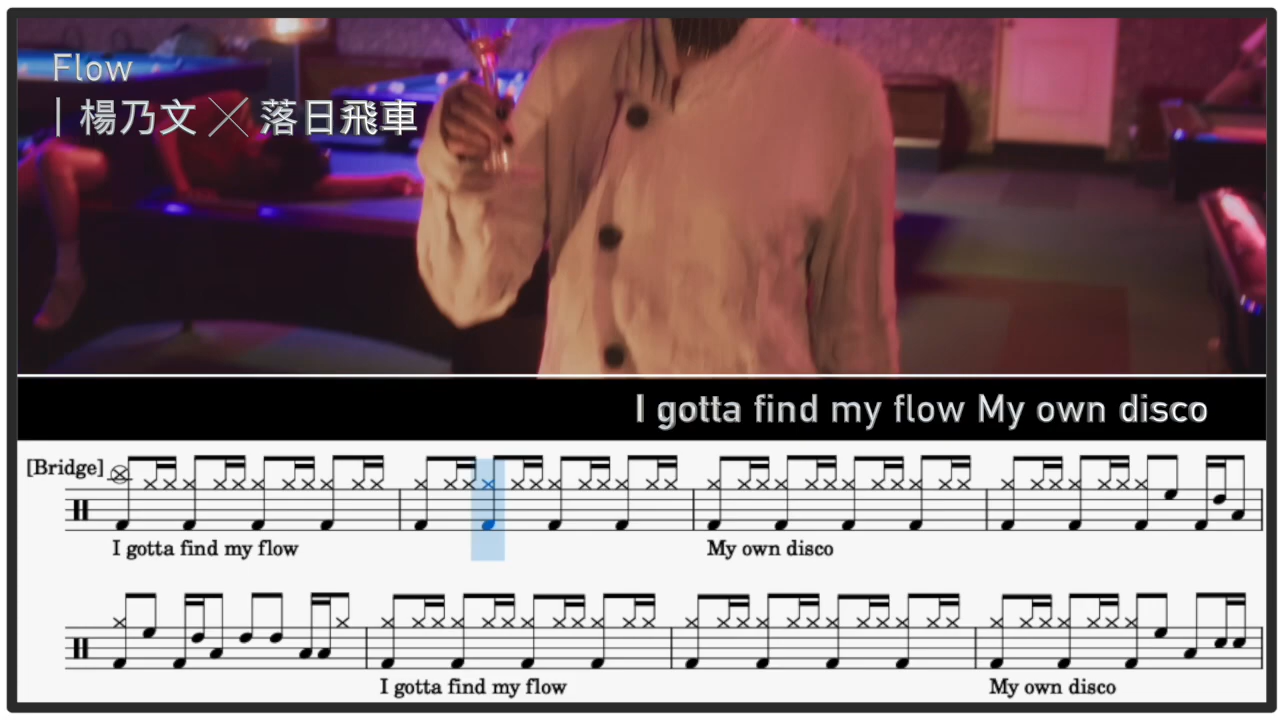 Flow
| 楊乃文 ╳ 落日飛車
I gotta find my flow My own disco
[Bridge]
I gotta find my flow My own disco
I gotta find my flow My own disco